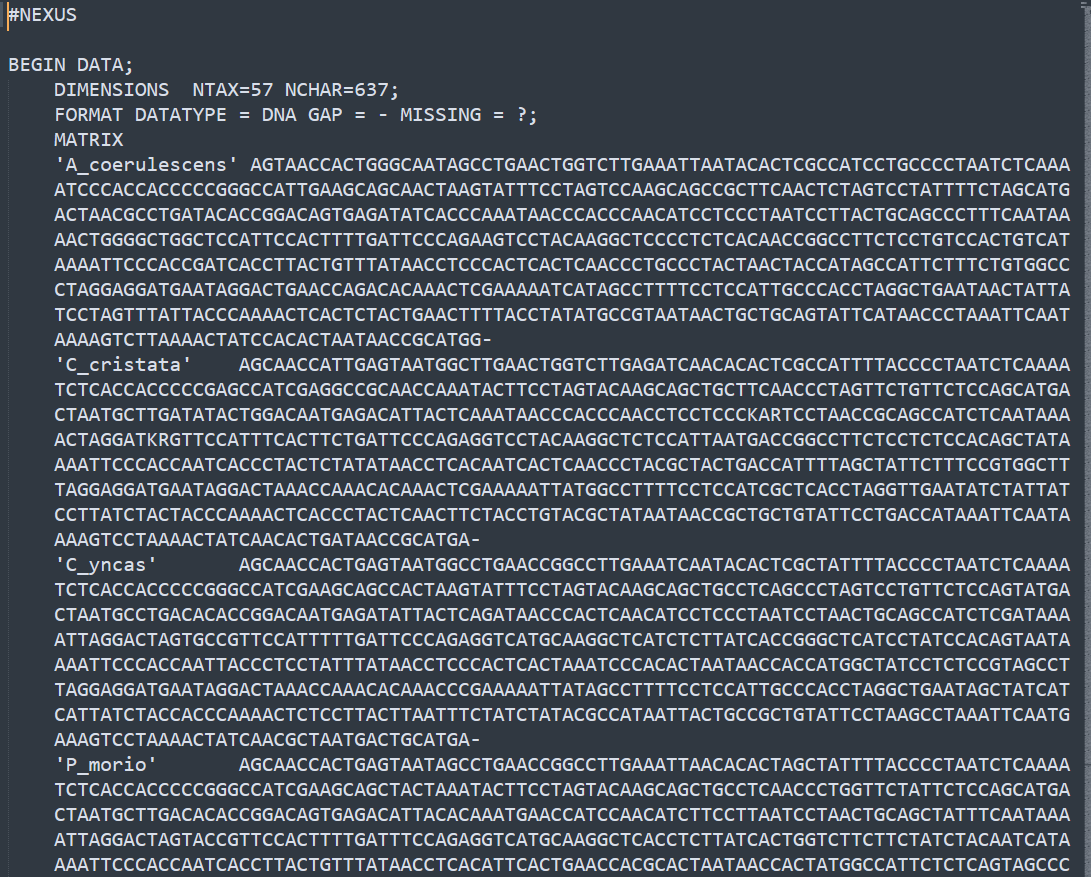 #NEXUS
BEGIN DATA;
DIMENSIONS  NTAX=57 NCHAR=637;
FORMAT DATATYPE = DNA GAP = - MISSING = ?;
MATRIX
'A_coerulescens' AGTAACCACTGGGCAATAGCCTGAACTGGTCTTGAAATTAATACACTCGCCATCCTGCCCCTAATCTCAAA
ATCCCACCACCCCCGGGCCATTGAAGCAGCAACTAAGTATTTCCTAGTCCAAGCAGCCGCTTCAACTCTAGTCCTATTTTCTAGCATG
ACTAACGCCTGATACACCGGACAGTGAGATATCACCCAAATAACCCACCCAACATCCTCCCTAATCCTTACTGCAGCCCTTTCAATAA
AACTGGGGCTGGCTCCATTCCACTTTTGATTCCCAGAAGTCCTACAAGGCTCCCCTCTCACAACCGGCCTTCTCCTGTCCACTGTCAT
AAAATTCCCACCGATCACCTTACTGTTTATAACCTCCCACTCACTCAACCCTGCCCTACTAACTACCATAGCCATTCTTTCTGTGGCC
CTAGGAGGATGAATAGGACTGAACCAGACACAAACTCGAAAAATCATAGCCTTTTCCTCCATTGCCCACCTAGGCTGAATAACTATTA
TCCTAGTTTATTACCCAAAACTCACTCTACTGAACTTTTACCTATATGCCGTAATAACTGCTGCAGTATTCATAACCCTAAATTCAAT
AAAAGTCTTAAAACTATCCACACTAATAACCGCATGG-
'C_cristata'    AGCAACCATTGAGTAATGGCTTGAACTGGTCTTGAGATCAACACACTCGCCATTTTACCCCTAATCTCAAAA
TCTCACCACCCCCGAGCCATCGAGGCCGCAACCAAATACTTCCTAGTACAAGCAGCTGCTTCAACCCTAGTTCTGTTCTCCAGCATGA
CTAATGCTTGATATACTGGACAATGAGACATTACTCAAATAACCCACCCAACCTCCTCCCKARTCCTAACCGCAGCCATCTCAATAAA
ACTAGGATKRGTTCCATTTCACTTCTGATTCCCAGAGGTCCTACAAGGCTCTCCATTAATGACCGGCCTTCTCCTCTCCACAGCTATA
AAATTCCCACCAATCACCCTACTCTATATAACCTCACAATCACTCAACCCTACGCTACTGACCATTTTAGCTATTCTTTCCGTGGCTT
TAGGAGGATGAATAGGACTAAACCAAACACAAACTCGAAAAATTATGGCCTTTTCCTCCATCGCTCACCTAGGTTGAATATCTATTAT
CCTTATCTACTACCCAAAACTCACCCTACTCAACTTCTACCTGTACGCTATAATAACCGCTGCTGTATTCCTGACCATAAATTCAATA
AAAGTCCTAAAACTATCAACACTGATAACCGCATGA-
'C_yncas'       AGCAACCACTGAGTAATGGCCTGAACCGGCCTTGAAATCAATACACTCGCTATTTTACCCCTAATCTCAAAA
TCTCACCACCCCCGGGCCATCGAAGCAGCCACTAAGTATTTCCTAGTACAAGCAGCTGCCTCAGCCCTAGTCCTGTTCTCCAGTATGA
CTAATGCCTGACACACCGGACAATGAGATATTACTCAGATAACCCACTCAACATCCTCCCTAATCCTAACTGCAGCCATCTCGATAAA
ATTAGGACTAGTGCCGTTCCATTTTTGATTCCCAGAGGTCATGCAAGGCTCATCTCTTATCACCGGGCTCATCCTATCCACAGTAATA
AAATTCCCACCAATTACCCTCCTATTTATAACCTCCCACTCACTAAATCCCACACTAATAACCACCATGGCTATCCTCTCCGTAGCCT
TAGGAGGATGAATAGGACTAAACCAAACACAAACCCGAAAAATTATAGCCTTTTCCTCCATTGCCCACCTAGGCTGAATAGCTATCAT
CATTATCTACCACCCAAAACTCTCCTTACTTAATTTCTATCTATACGCCATAATTACTGCCGCTGTATTCCTAAGCCTAAATTCAATG
AAAGTCCTAAAACTATCAACGCTAATGACTGCATGA-
'P_morio'       AGCAACCACTGAGTAATAGCCTGAACCGGCCTTGAAATTAACACACTAGCTATTTTACCCCTAATCTCAAAA
TCTCACCACCCCCGGGCCATCGAAGCAGCTACTAAATACTTCCTAGTACAAGCAGCTGCCTCAACCCTGGTTCTATTCTCCAGCATGA
CTAATGCTTGACACACCGGACAGTGAGACATTACACAAATGAACCATCCAACATCTTCCTTAATCCTAACTGCAGCTATTTCAATAAA
ATTAGGACTAGTACCGTTCCACTTTTGATTTCCAGAGGTCATGCAAGGCTCACCTCTTATCACTGGTCTTCTTCTATCTACAATCATA
AAATTCCCACCAATCACCTTACTGTTTATAACCTCACATTCACTGAACCACGCACTAATAACCACTATGGCCATTCTCTCAGTAGCCC